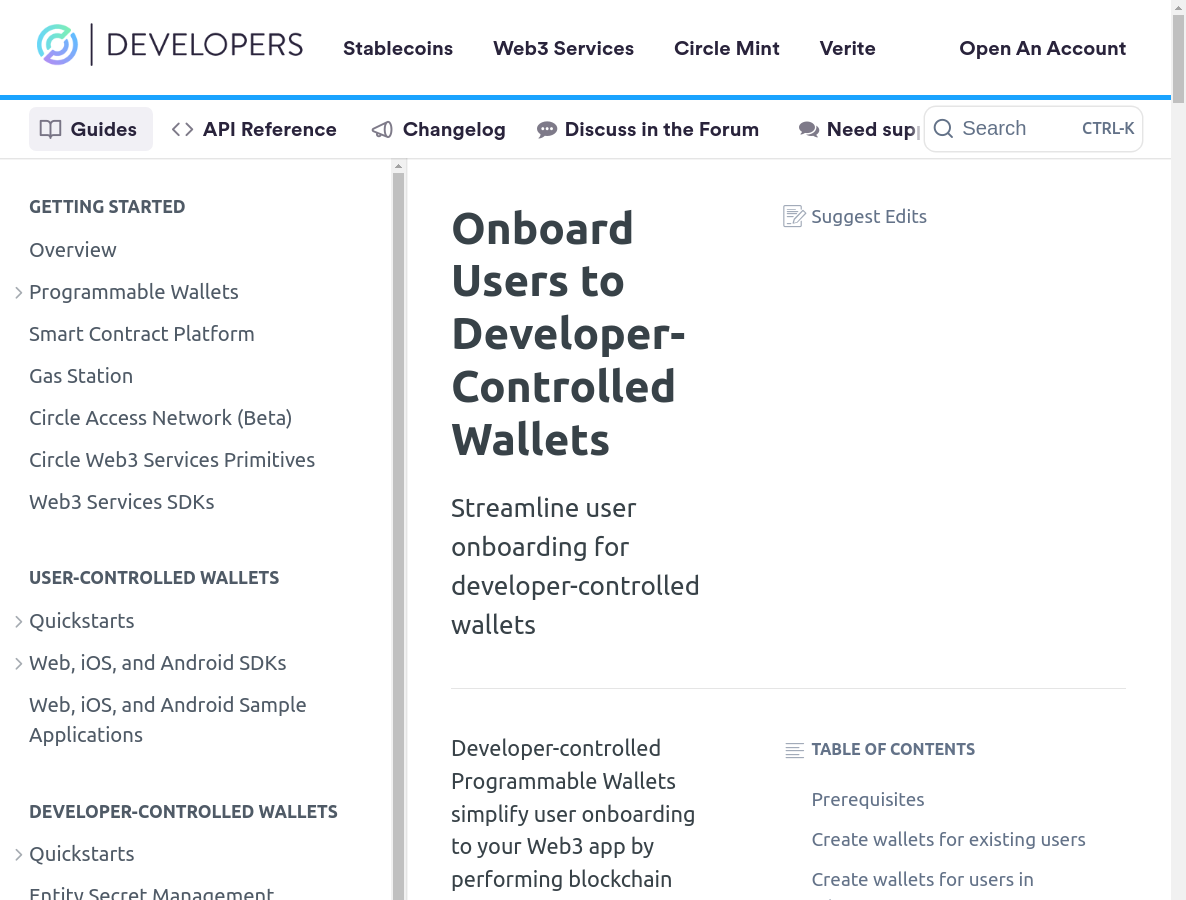 DEVELOPERS
Stablecoins
Web3 Services
Circle Mint
Verite
Open An Account
Guides
API Reference
Changelog
Discuss in the Forum
Need sup
Search
CTRL-K
GETTING STARTED
Overview
Programmable Wallets
Smart Contract Platform
Gas Station
Circle Access Network (Beta)
Circle Web3 Services Primitives
Web3 Services SDKs
USER-CONTROLLED WALLETS
Quickstarts
Web, iOS, and Android SDKs
Web, iOS, and Android Sample
Applications
DEVELOPER-CONTROLLED WALLETS
Quickstarts
Entity Secret Management
Onboard
Users to
Developer-
Controlled
Wallets
Suggest Edits
Streamline user
onboarding for
developer-controlled
wallets
Developer-controlled
Programmable Wallets
simplify user onboarding
to your Web3 app by
performing blockchain
TABLE OF CONTENTS
Prerequisites
Create wallets for existing users
Create wallets for users in